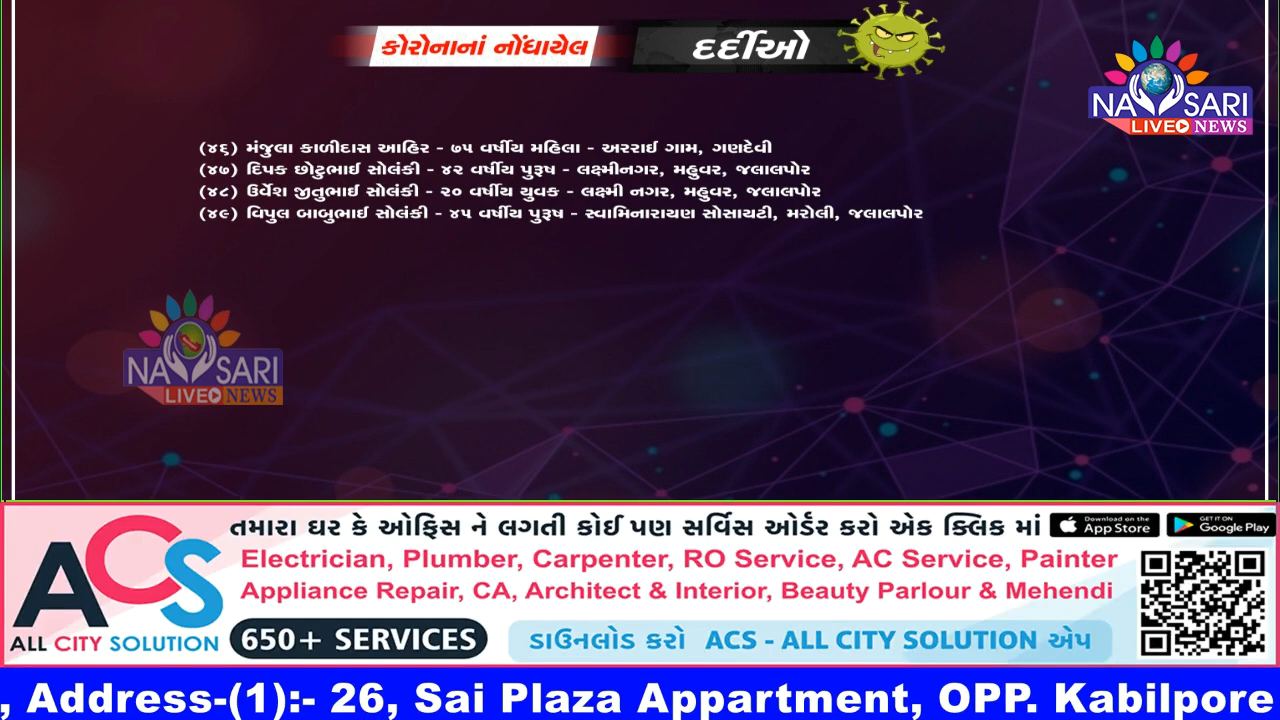 કોરોનાનાં નોંધાયેલ દર્દીઓ
NAVSARI
LIVE NEWS
(૪૬) મંજુલા કાળીદાસ આહિર - ૭૫ વર્ષીય મહિલા - અરરાઈ ગામ, ગણદેવી
(૪૭) દિપક છોટુભાઈ સોલંકી - ૪૨ વર્ષીય પુરૂષ - લક્ષ્મીનગર, મહુવર, જલાલપોર
(૪૮) ઉર્વેશ જીતુભાઈ સોલંકી - ૨૦ વર્ષીય યુવક - લક્ષ્મી નગર, મહુવર, જલાલપોર
(૪૯) વિપુલ બાબુભાઈ સોલંકી - ૪૫ વર્ષીય પુરૂષ - સ્વામિનારાયણ સોસાયટી, મરોલી, જલાલપોર
NAVSARI
LIVE NEWS
ACS
ALL CITY SOLUTION
તમારા ઘર કે ઓફિસ ને લગતી કોઈ પણ સર્વિસ ઓર્ડર કરો એક ક્લિક માં
Download on the
App Store
GET IT ON
Google Play
Electrician, Plumber, Carpenter, RO Service, AC Service, Painter
Appliance Repair, CA, Architect & Interior, Beauty Parlour & Mehendi
650+ SERVICES
ડાઉનલોડ કરો ACS - ALL CITY SOLUTION એપ
, Address-(1):- 26, Sai Plaza Appartment, OPP. Kabilpore